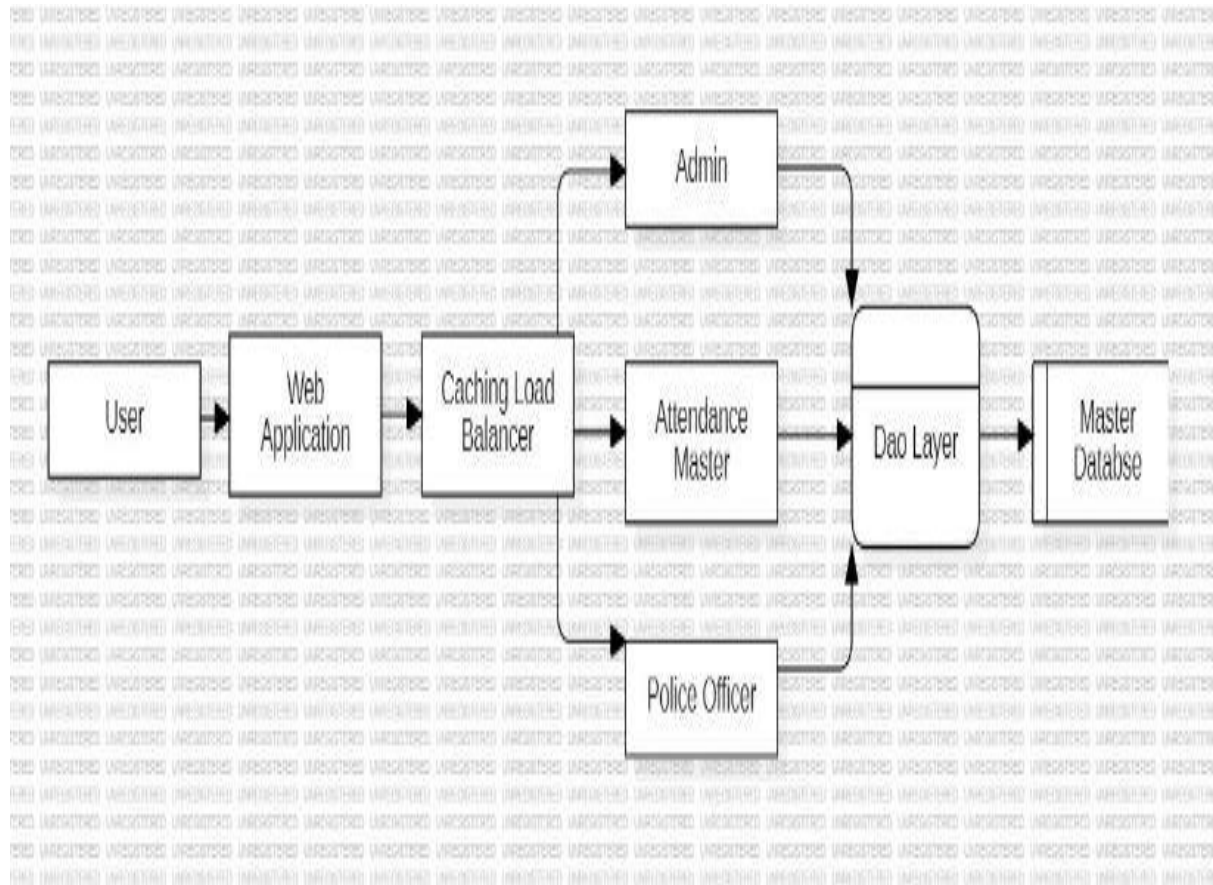 Admin
User
Web
Application
Caching Load
Balancer
Attendance
Master
Dao Layer
Master
Databse
Police Officer